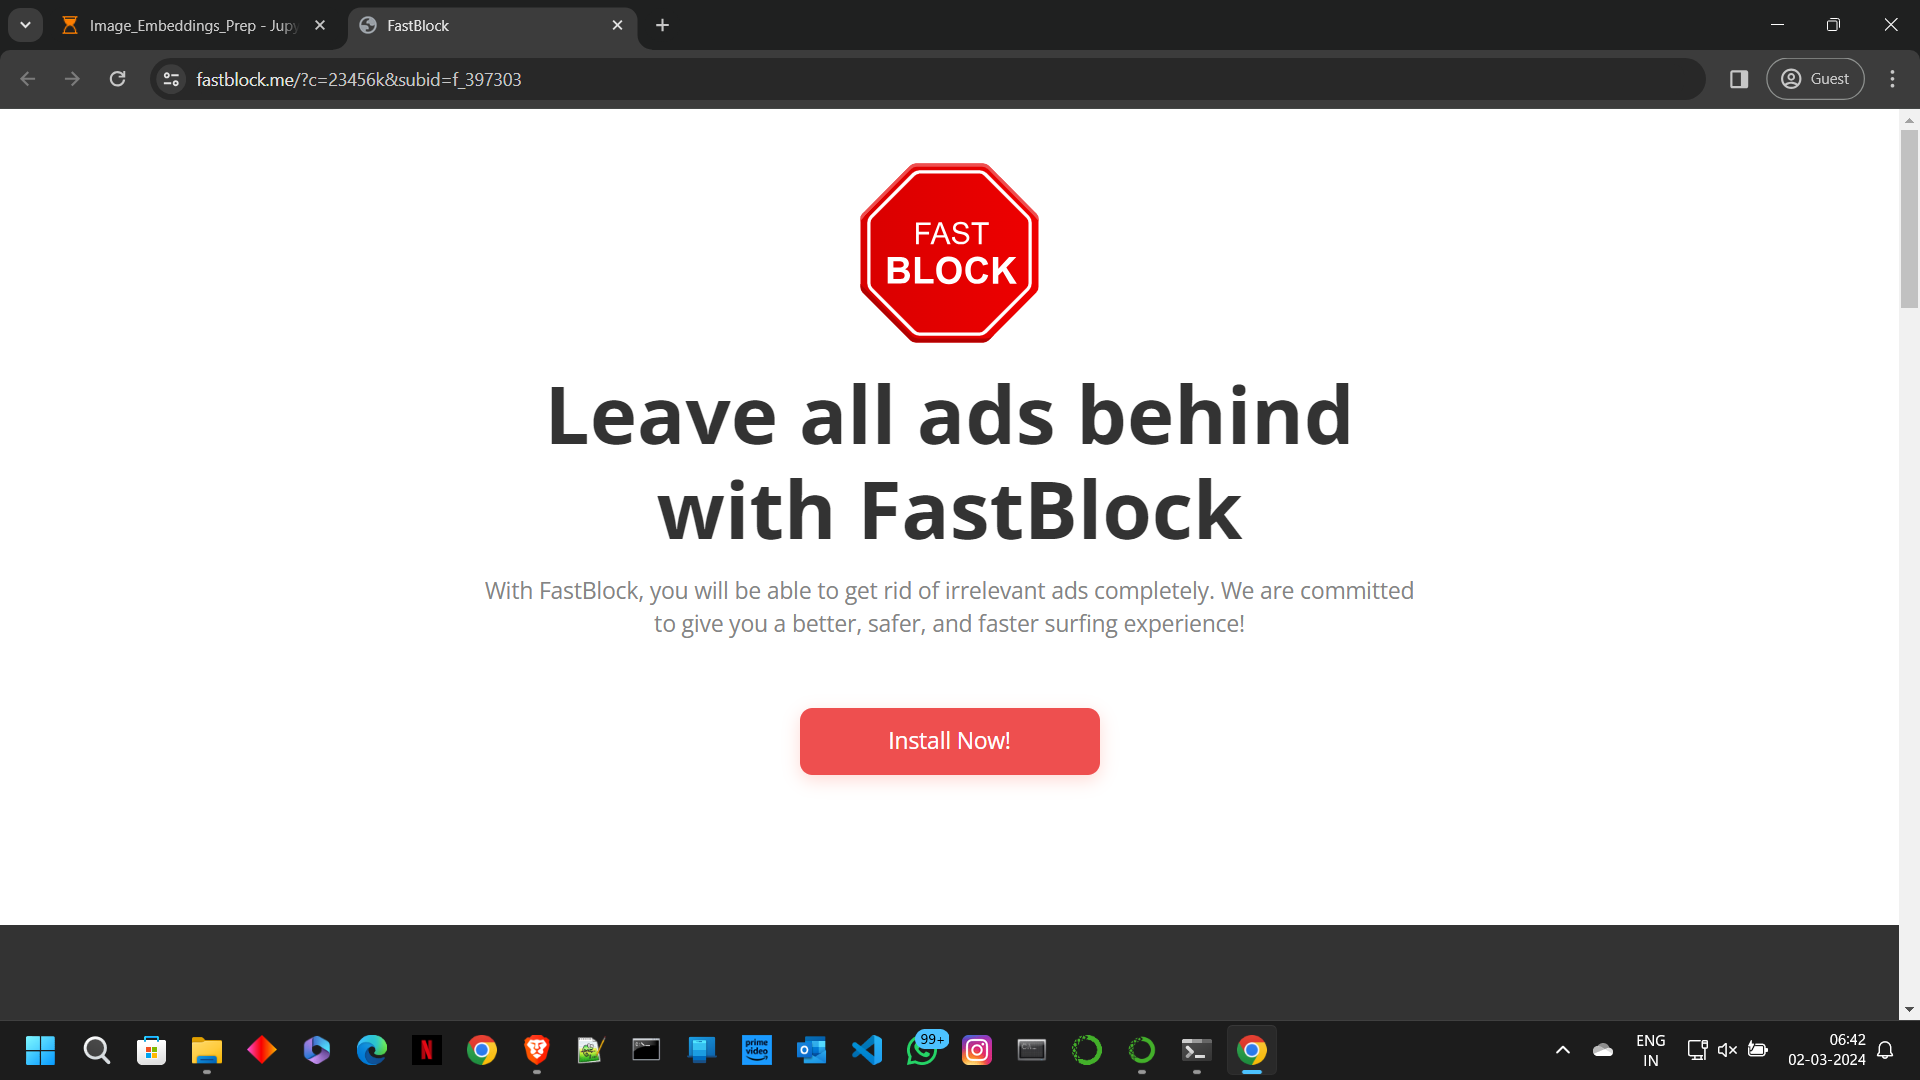 Image_Embeddings_Prep - Jupy
FastBlock
fastblock.me/?c=23456k&subid=f_397303
Guest
FAST
BLOCK
Leave all ads behind
with FastBlock
With FastBlock, you will be able to get rid of irrelevant ads completely. We are committed
to give you a better, safer, and faster surfing experience!
Install Now!
N
prime
video
99+
ENG
IN
06:42
02-03-2024